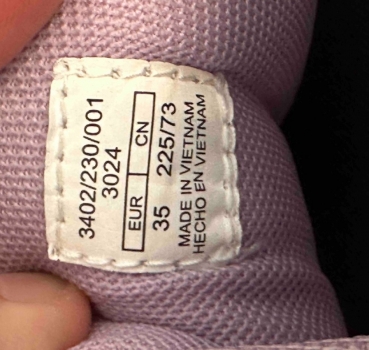 3402/230/001
3024
EUR CN
35 225/73
MADE IN VIETNAM
HECHO EN VIETNAM